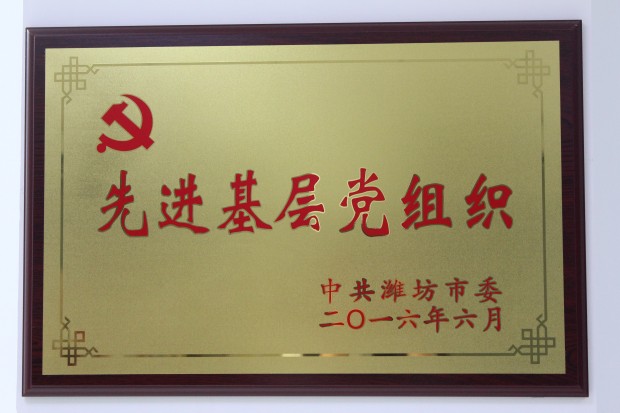 先进基层党组织
中共潍坊市委
二〇一六年六月